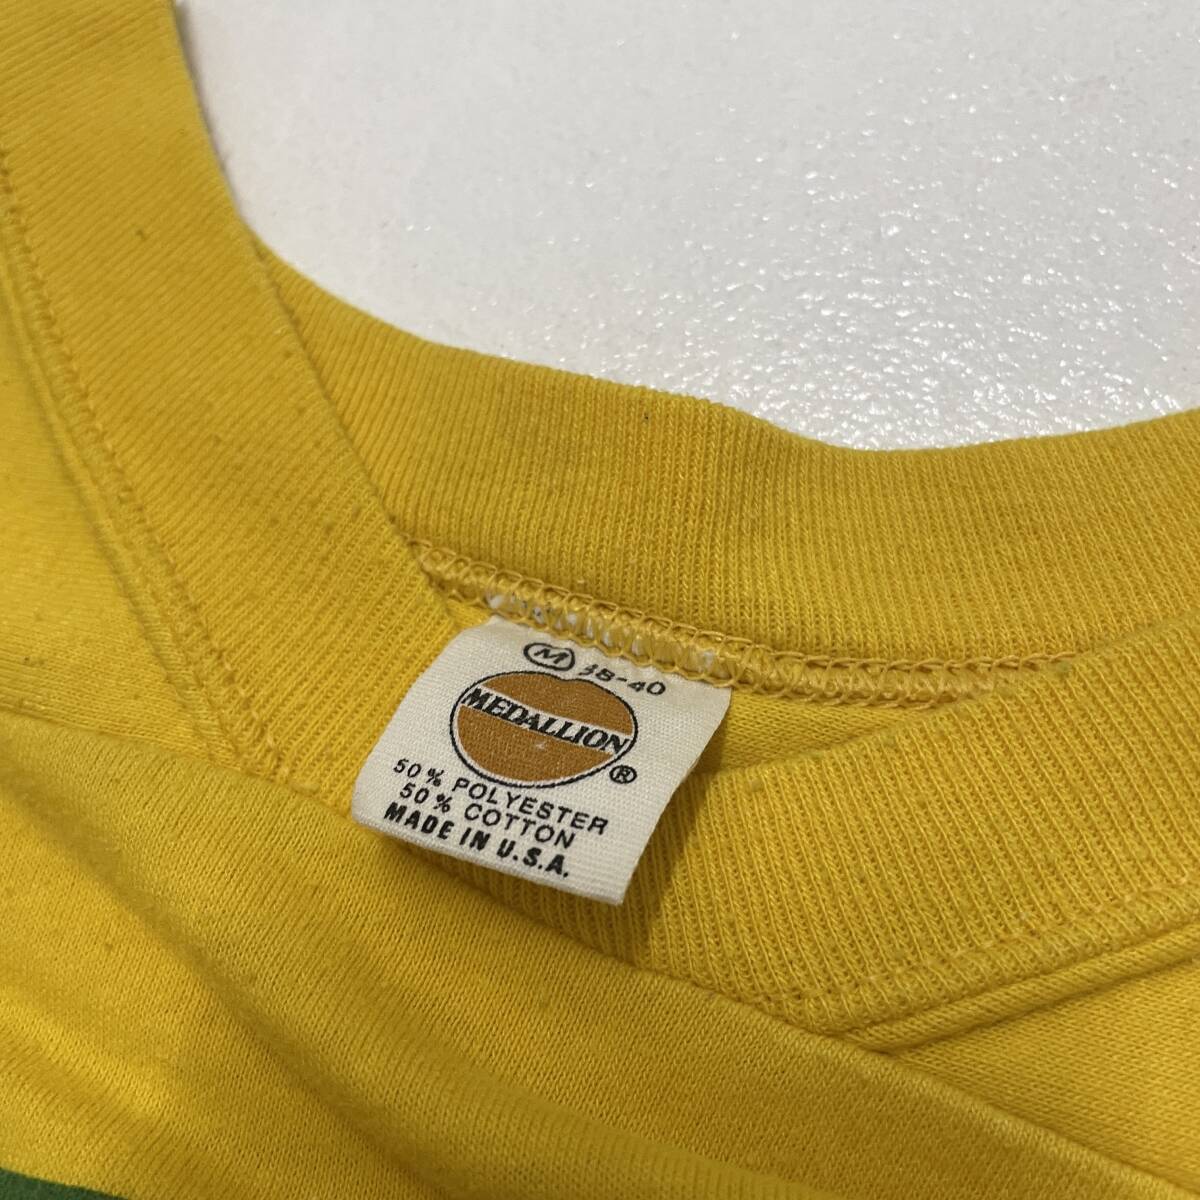 M 38-40
MEDALLION ®
50% POLYESTER
50% COTTON
MADE IN U.S.A.